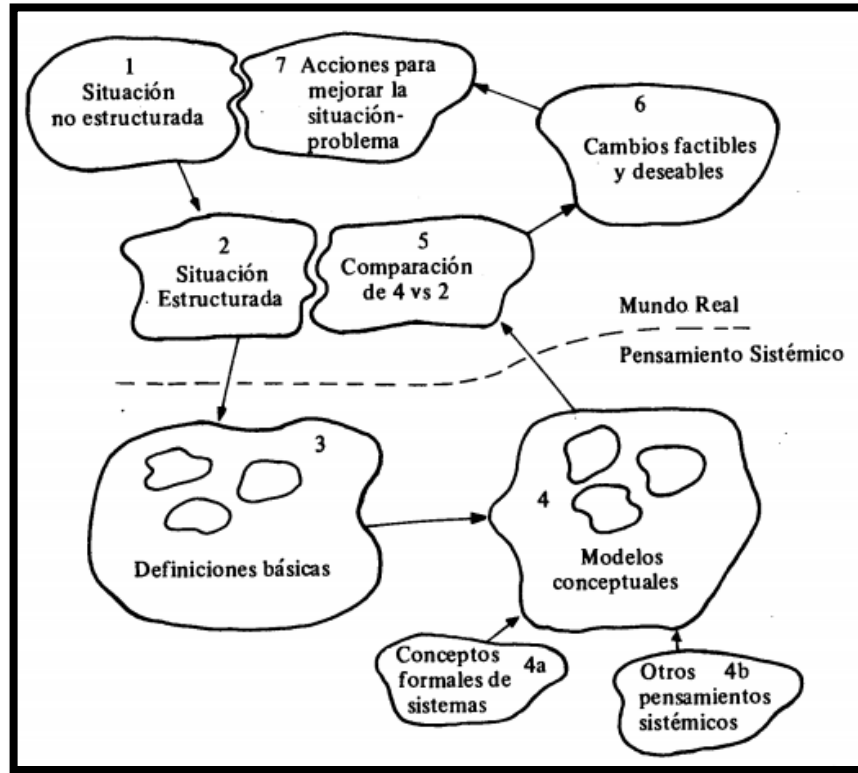 1
Situación
no estructurada
7 Acciones para
mejorar la
situación-
problema
6
Cambios factibles
y deseables
2
Situación
Estructurada
5
Comparación
de 4 vs 2
Mundo Real
Pensamiento Sistémico
3
Definiciones básicas
4
Modelos
conceptuales
Conceptos
formales de 4a
sistemas
Otros 4b
pensamientos
sistémicos